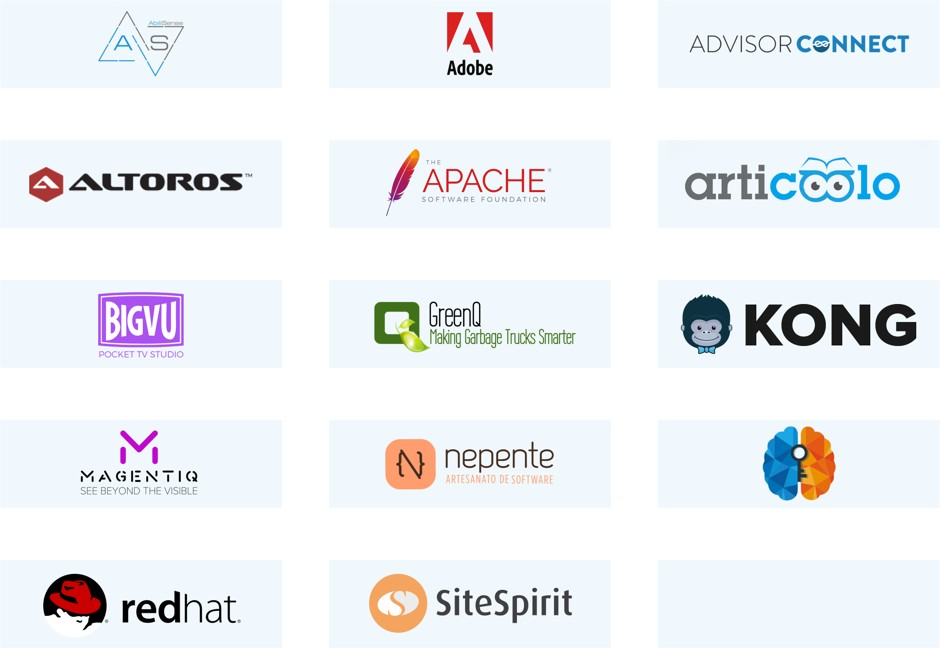 AbiliSense
A S
Adobe
ADVISOR CONNECT
ALTOROS™
THE
APACHE®
SOFTWARE FOUNDATION
articoolo
BIGVU
POCKET TV STUDIO
GreenQ
Making Garbage Trucks Smarter
KONG
MAGENTIQ
SEE BEYOND THE VISIBLE
{N}
nepente
ARTESANATO DE SOFTWARE
redhat®
S
SiteSpirit